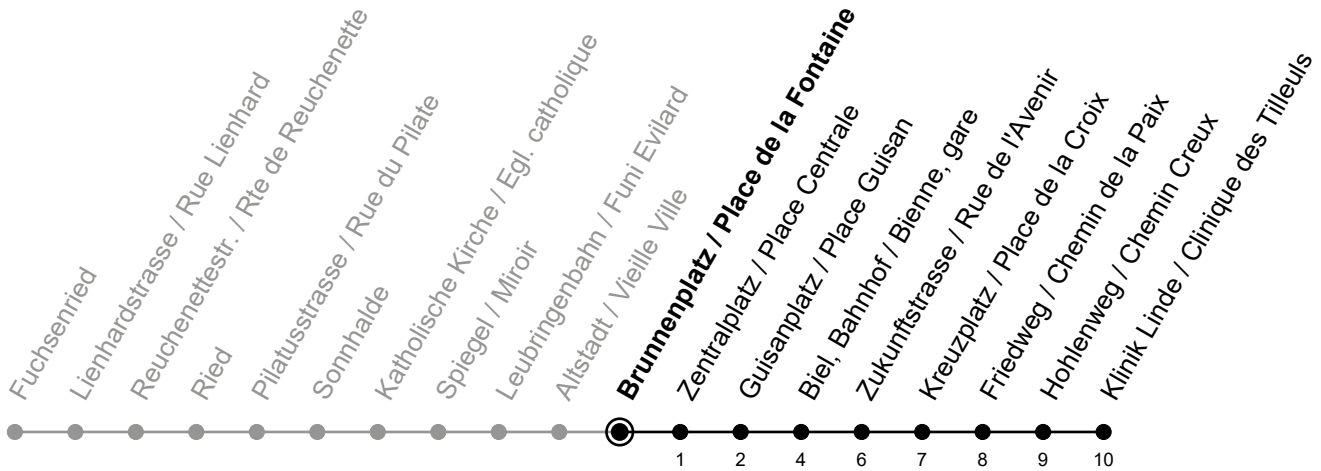 Fuchsenried
Lienhardstrasse / Rue Lienhard
Reuchenettestr. / Rte de Reuchenette
Ried
Pilatusstrasse / Rue du Pilate
Sonnhalde
Katholische Kirche / Egl. catholique
Spiegel / Miroir
Leubringenbahn / Funi Evilard
Altstadt / Vieille Ville
Brunnenplatz / Place de la Fontaine
Zentralplatz / Place Centrale
Guisanplatz / Place Guisan
Biel, Bahnhof / Bienne, gare
Zukunftstrasse / Rue de l'Avenir
Kreuzplatz / Place de la Croix
Friedweg / Chemin de la Paix
Hohlenweg / Chemin Creux
Klinik Linde / Clinique des Tilleuls
1 2 4 6 7 8 9 10